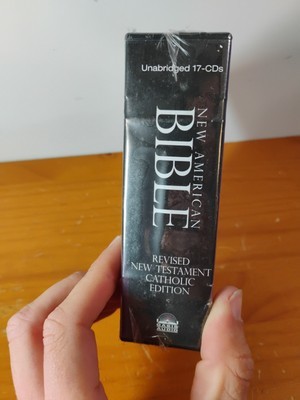 Unabridged 17-CDs
NEW AMERICAN
BIBLE
REVISED
NEW TESTAMENT
CATHOLIC
EDITION